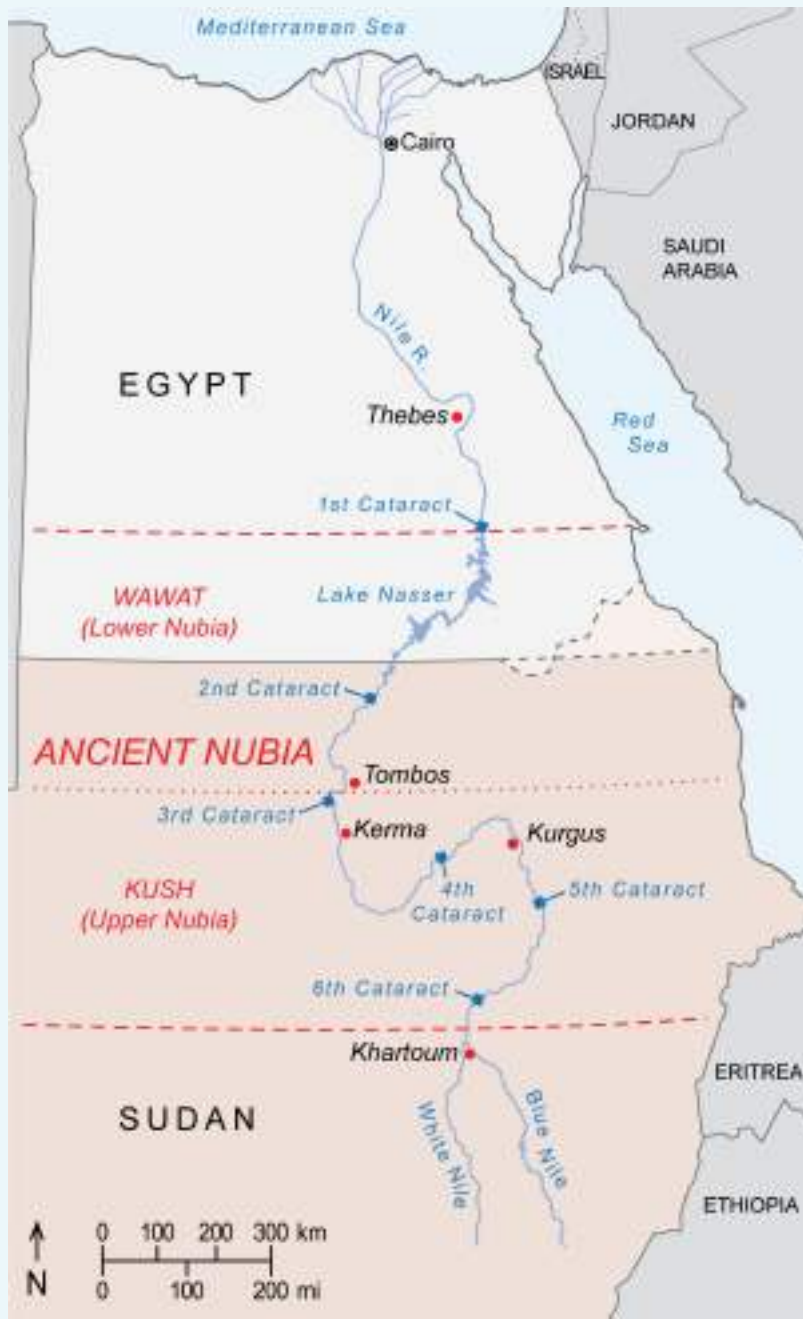 Mediterranean Sea
ISRAEL
JORDAN
Cairo
SAUDI
ARABIA
Nile R.
EGYPT
Thebes
Red
Sea
1st Cataract
WAWAT
(Lower Nubia)
Lake Nasser
2nd Cataract
ANCIENT NUBIA
Tombos
3rd Cataract
Kerma
Kurgus
KUSH
(Upper Nubia)
4th
Cataract
5th Cataract
6th Cataract
Khartoum
ERITREA
SUDAN
White Nile
Blue Nile
ETHIOPIA
0 100 200 300 km
N
0 100 200 mi